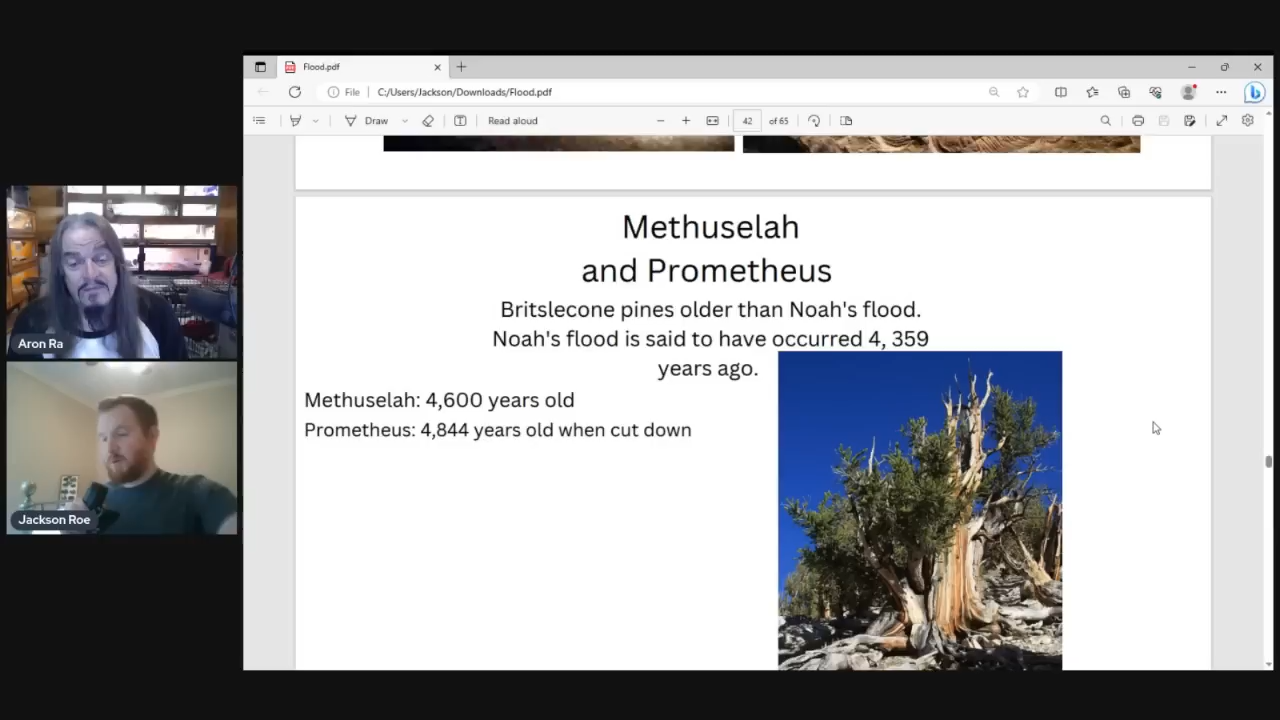 Flood.pdf
File
C:/Users/Jackson/Downloads/Flood.pdf
Draw
Read aloud
42
of 65
Methuselah
and Prometheus
Britslecone pines older than Noah's flood.
Noah's flood is said to have occurred 4, 359
years ago.
Methuselah: 4,600 years old
Prometheus: 4,844 years old when cut down
Aron Ra
Jackson Roe